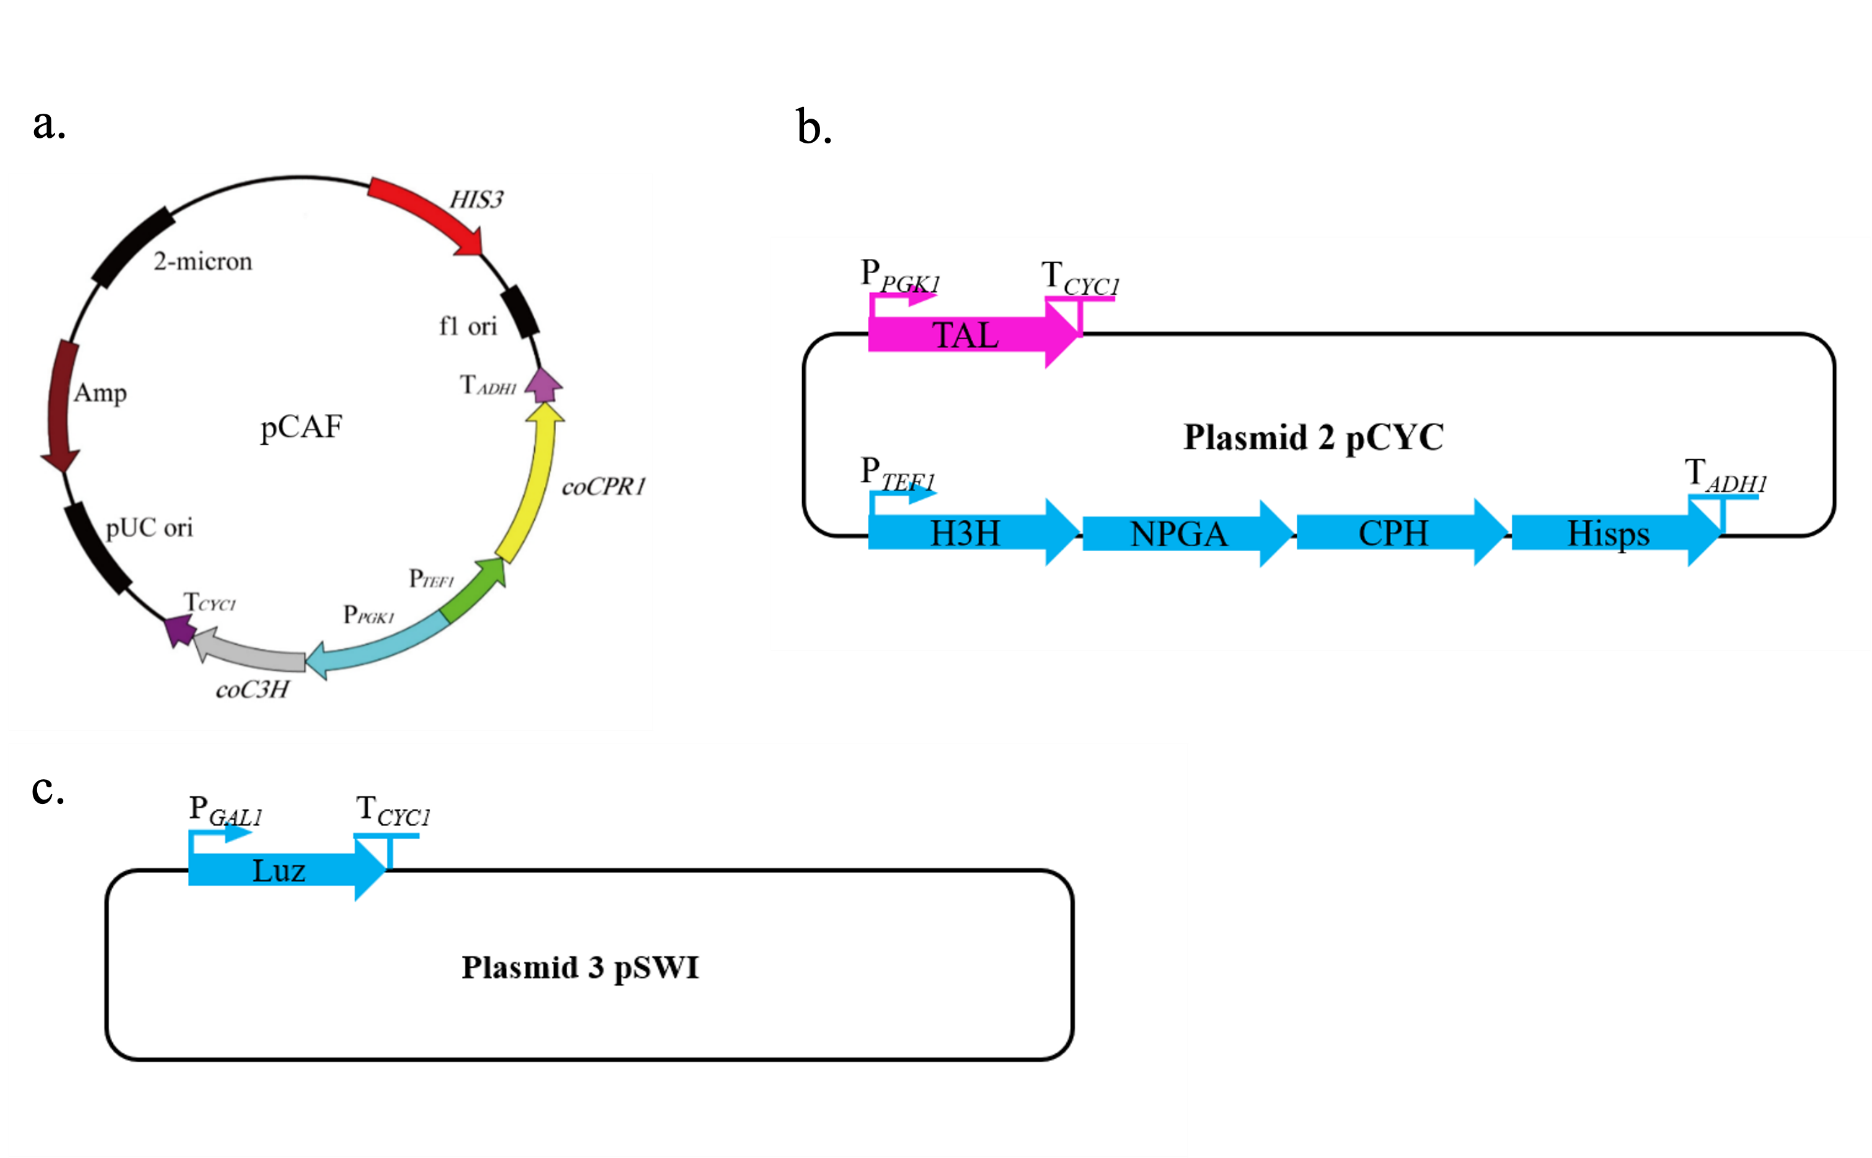 a.
HIS3
2-micron
f1 ori
TADH1
Amp
pCAF
coCPR1
pUC ori
PTEF1
TCYC1
PPGK1
coC3H
b.
PPGK1 TCYC1
TAL
Plasmid 2 pCYC
PTEF1 TADH1
H3H NPGA CPH Hisps
c.
PGAL1 TCYC1
Luz
Plasmid 3 pSWI